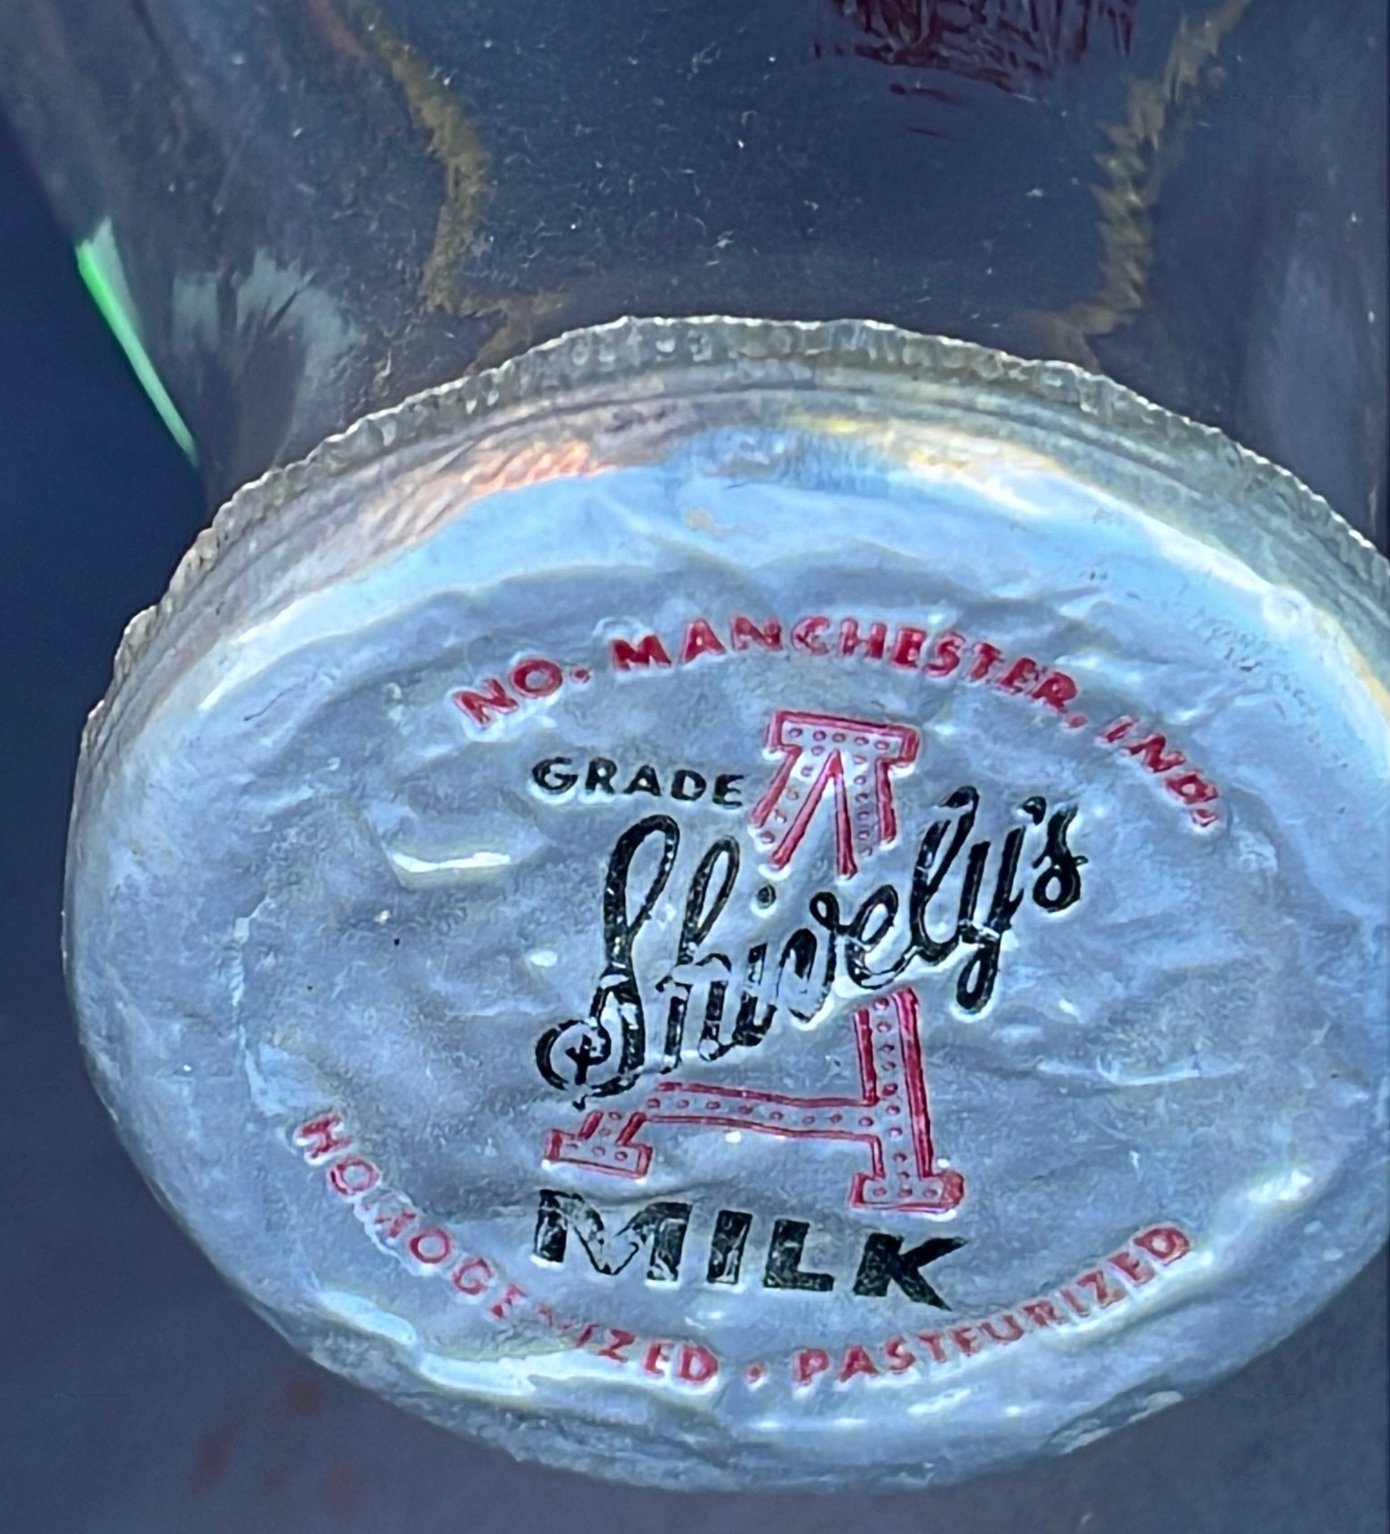 NO. MANCHESTER, IND.
GRADE A
Shively's
MILK
HOMOGENIZED • PASTEURIZED